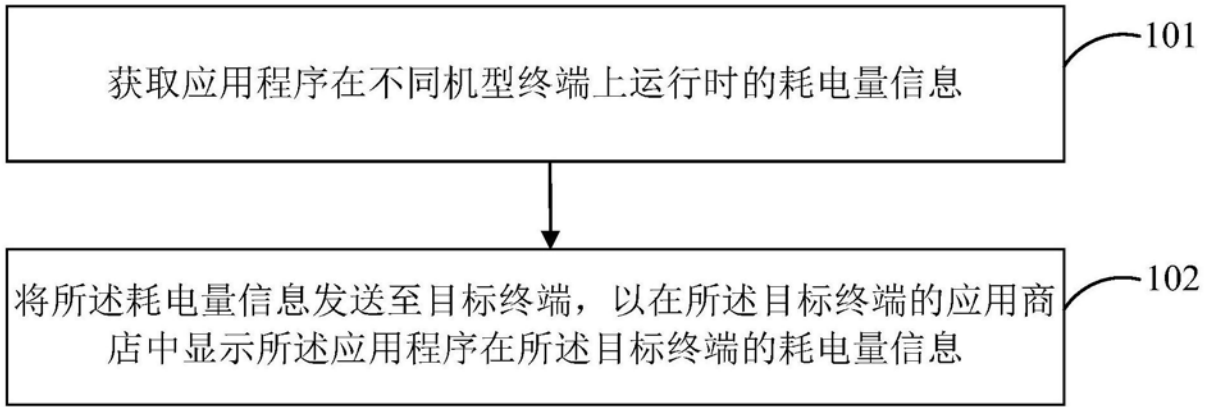 101
获取应用程序在不同机型终端上运行时的耗电量信息
102
将所述耗电量信息发送至目标终端，以在所述目标终端的应用商
店中显示所述应用程序在所述目标终端的耗电量信息